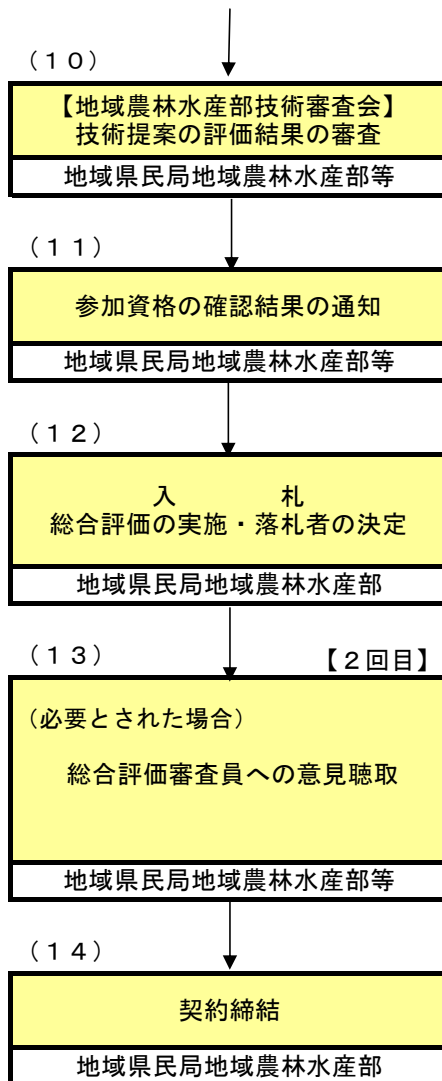 （１０）
【地域農林水産部技術審査会】
技術提案の評価結果の審査
地域県民局地域農林水産部等
（１１）
参加資格の確認結果の通知
地域県民局地域農林水産部等
（１２）
入　　　札
総合評価の実施・落札者の決定
地域県民局地域農林水産部
（１３）
【２回目】
（必要とされた場合）
総合評価審査員への意見聴取
地域県民局地域農林水産部等
（１４）
契約締結
地域県民局地域農林水産部